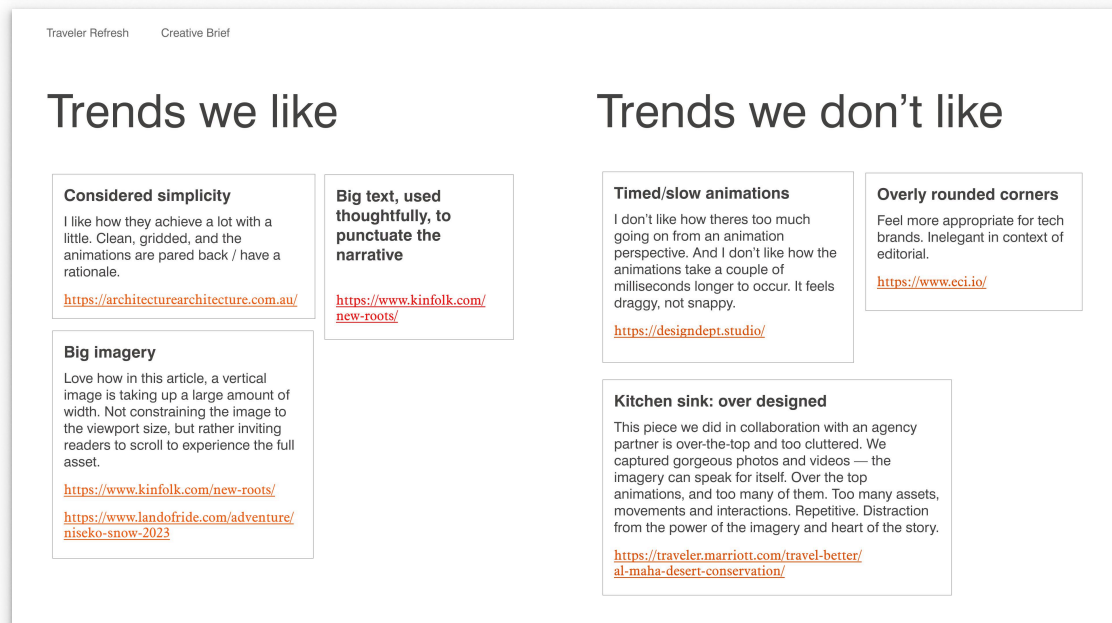 Traveler Refresh
Creative Brief
Trends we like
Considered simplicity
I like how they achieve a lot with a
little. Clean, gridded, and the
animations are pared back / have a
rationale.
https://architecturearchitecture.com.au/
Big text, used
thoughtfully, to
punctuate the
narrative
https://www.kinfolk.com/
new-roots/
Big imagery
Love how in this article, a vertical
image is taking up a large amount of
width. Not constraining the image to
the viewport size, but rather inviting
readers to scroll to experience the full
asset.
https://www.kinfolk.com/new-roots/
https://www.landofride.com/adventure/
niseko-snow-2023
Trends we don’t like
Timed/slow animations
I don’t like how theres too much
going on from an animation
perspective. And I don’t like how the
animations take a couple of
milliseconds longer to occur. It feels
draggy, not snappy.
https://designdept.studio/
Overly rounded corners
Feel more appropriate for tech
brands. Inelegant in context of
editorial.
https://www.eci.io/
Kitchen sink: over designed
This piece we did in collaboration with an agency
partner is over-the-top and too cluttered. We
captured gorgeous photos and videos — the
imagery can speak for itself. Over the top
animations, and too many of them. Too many assets,
movements and interactions. Repetitive. Distraction
from the power of the imagery and heart of the story.
https://traveler.marriott.com/travel-better/
al-maha-desert-conservation/